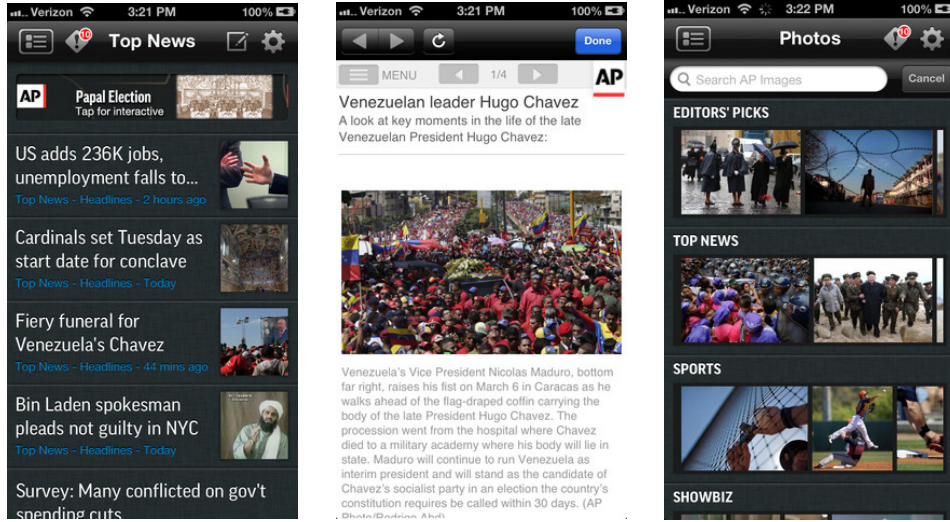 Verizon 3:21 PM 100%
10
Top News
AP
Papal Election
Tap for interactive
US adds 236K jobs,
unemployment falls to...
Top News - Headlines - 2 hours ago
Cardinals set Tuesday as
start date for conclave
Top News - Headlines - Today
Fiery funeral for
Venezuela's Chavez
Top News - Headlines - 44 mins ago
Bin Laden spokesman
pleads not guilty in NYC
Top News - Headlines - Today
Survey: Many conflicted on gov't
spending cuts
Verizon 3:21 PM 100%
Done
MENU 1/4 AP
Venezuelan leader Hugo Chavez
A look at key moments in the life of the late
Venezuelan President Hugo Chavez:
Venezuela's Vice President Nicolas Maduro, bottom
far right, raises his fist on March 6 in Caracas as he
walks ahead of the flag-draped coffin carrying the
body of the late President Hugo Chavez. The
procession went from the hospital where Chavez
died to a military academy where his body will lie in
state. Maduro will continue to run Venezuela as
interim president and will stand as the candidate of
Chavez's socialist party in an election the country's
constitution requires be called within 30 days. (AP
Photo/Rodrigo Abd)
Verizon 3:22 PM 100%
Photos
10
Search AP Images
Cancel
EDITORS' PICKS
TOP NEWS
SPORTS
SHOWBIZ